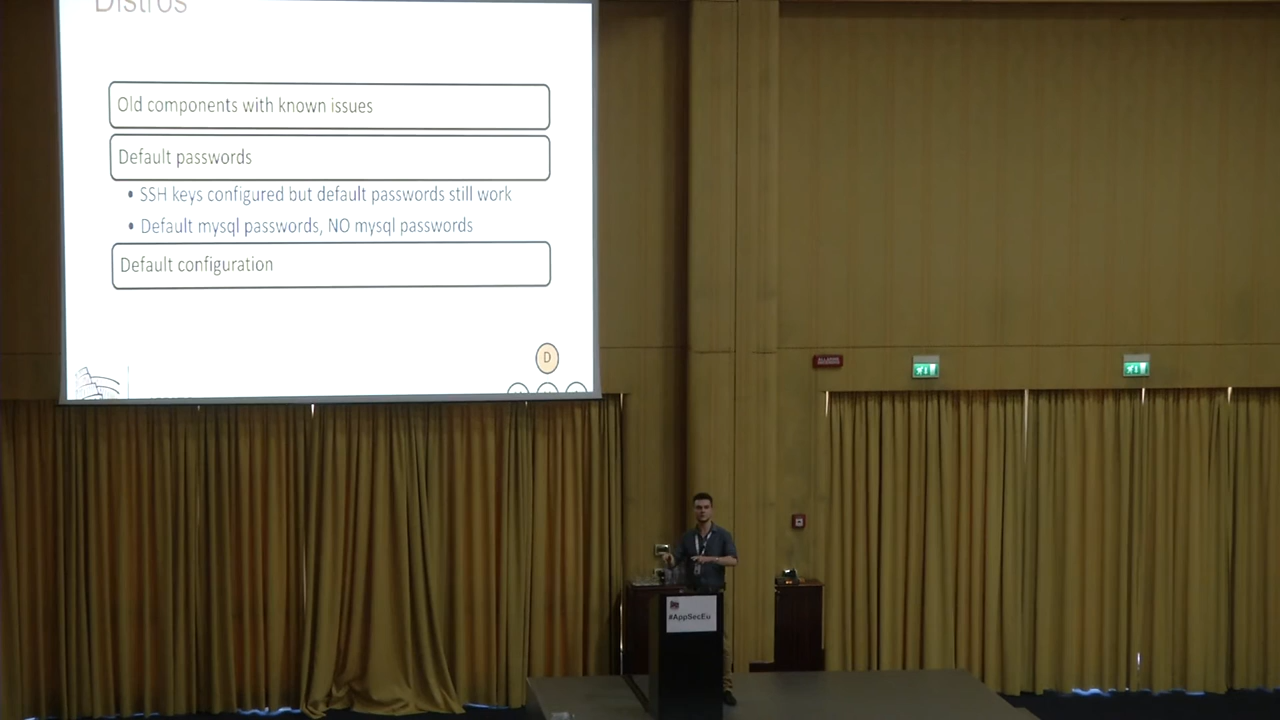 Distros
Old components with known issues
Default passwords
• SSH keys configured but default passwords still work
• Default mysql passwords, NO mysql passwords
Default configuration
D
#AppSecEu